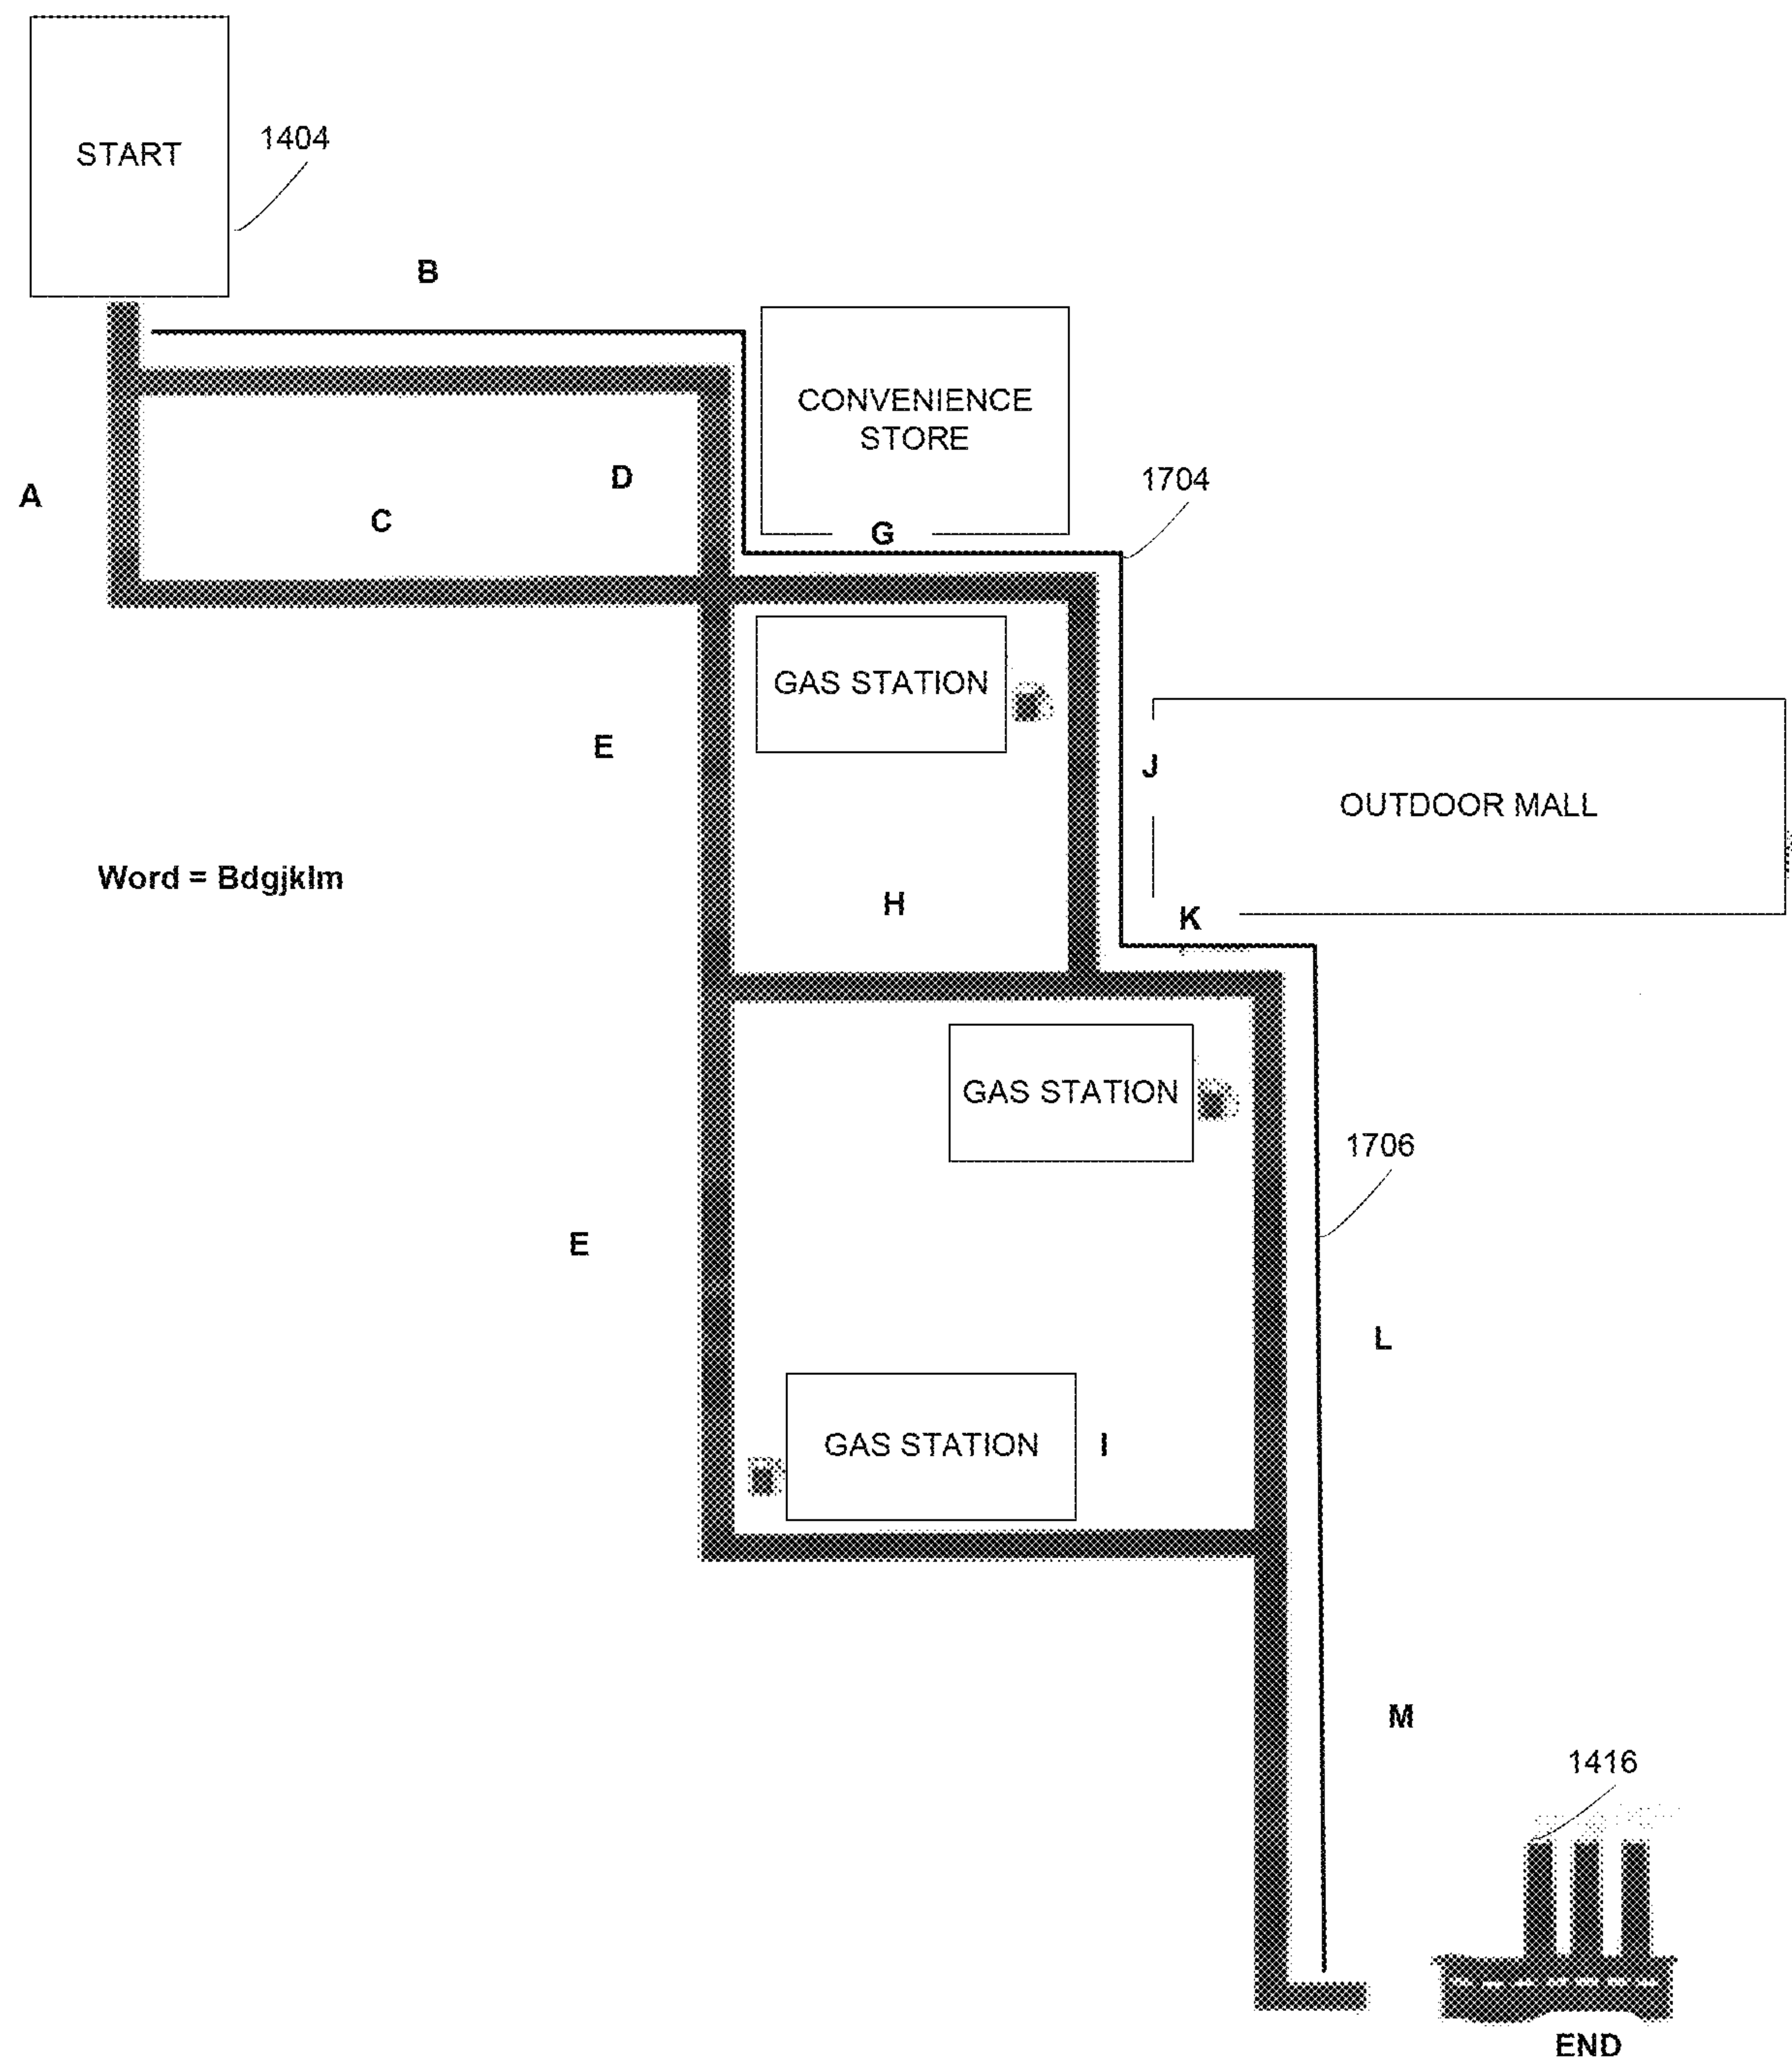 START
1404
B
CONVENIENCE
STORE
D
1704
A
C
G
GAS STATION
E
J
OUTDOOR MALL
Word = Bdgjklm
H
K
GAS STATION
1706
E
L
GAS STATION
I
M
1416
END